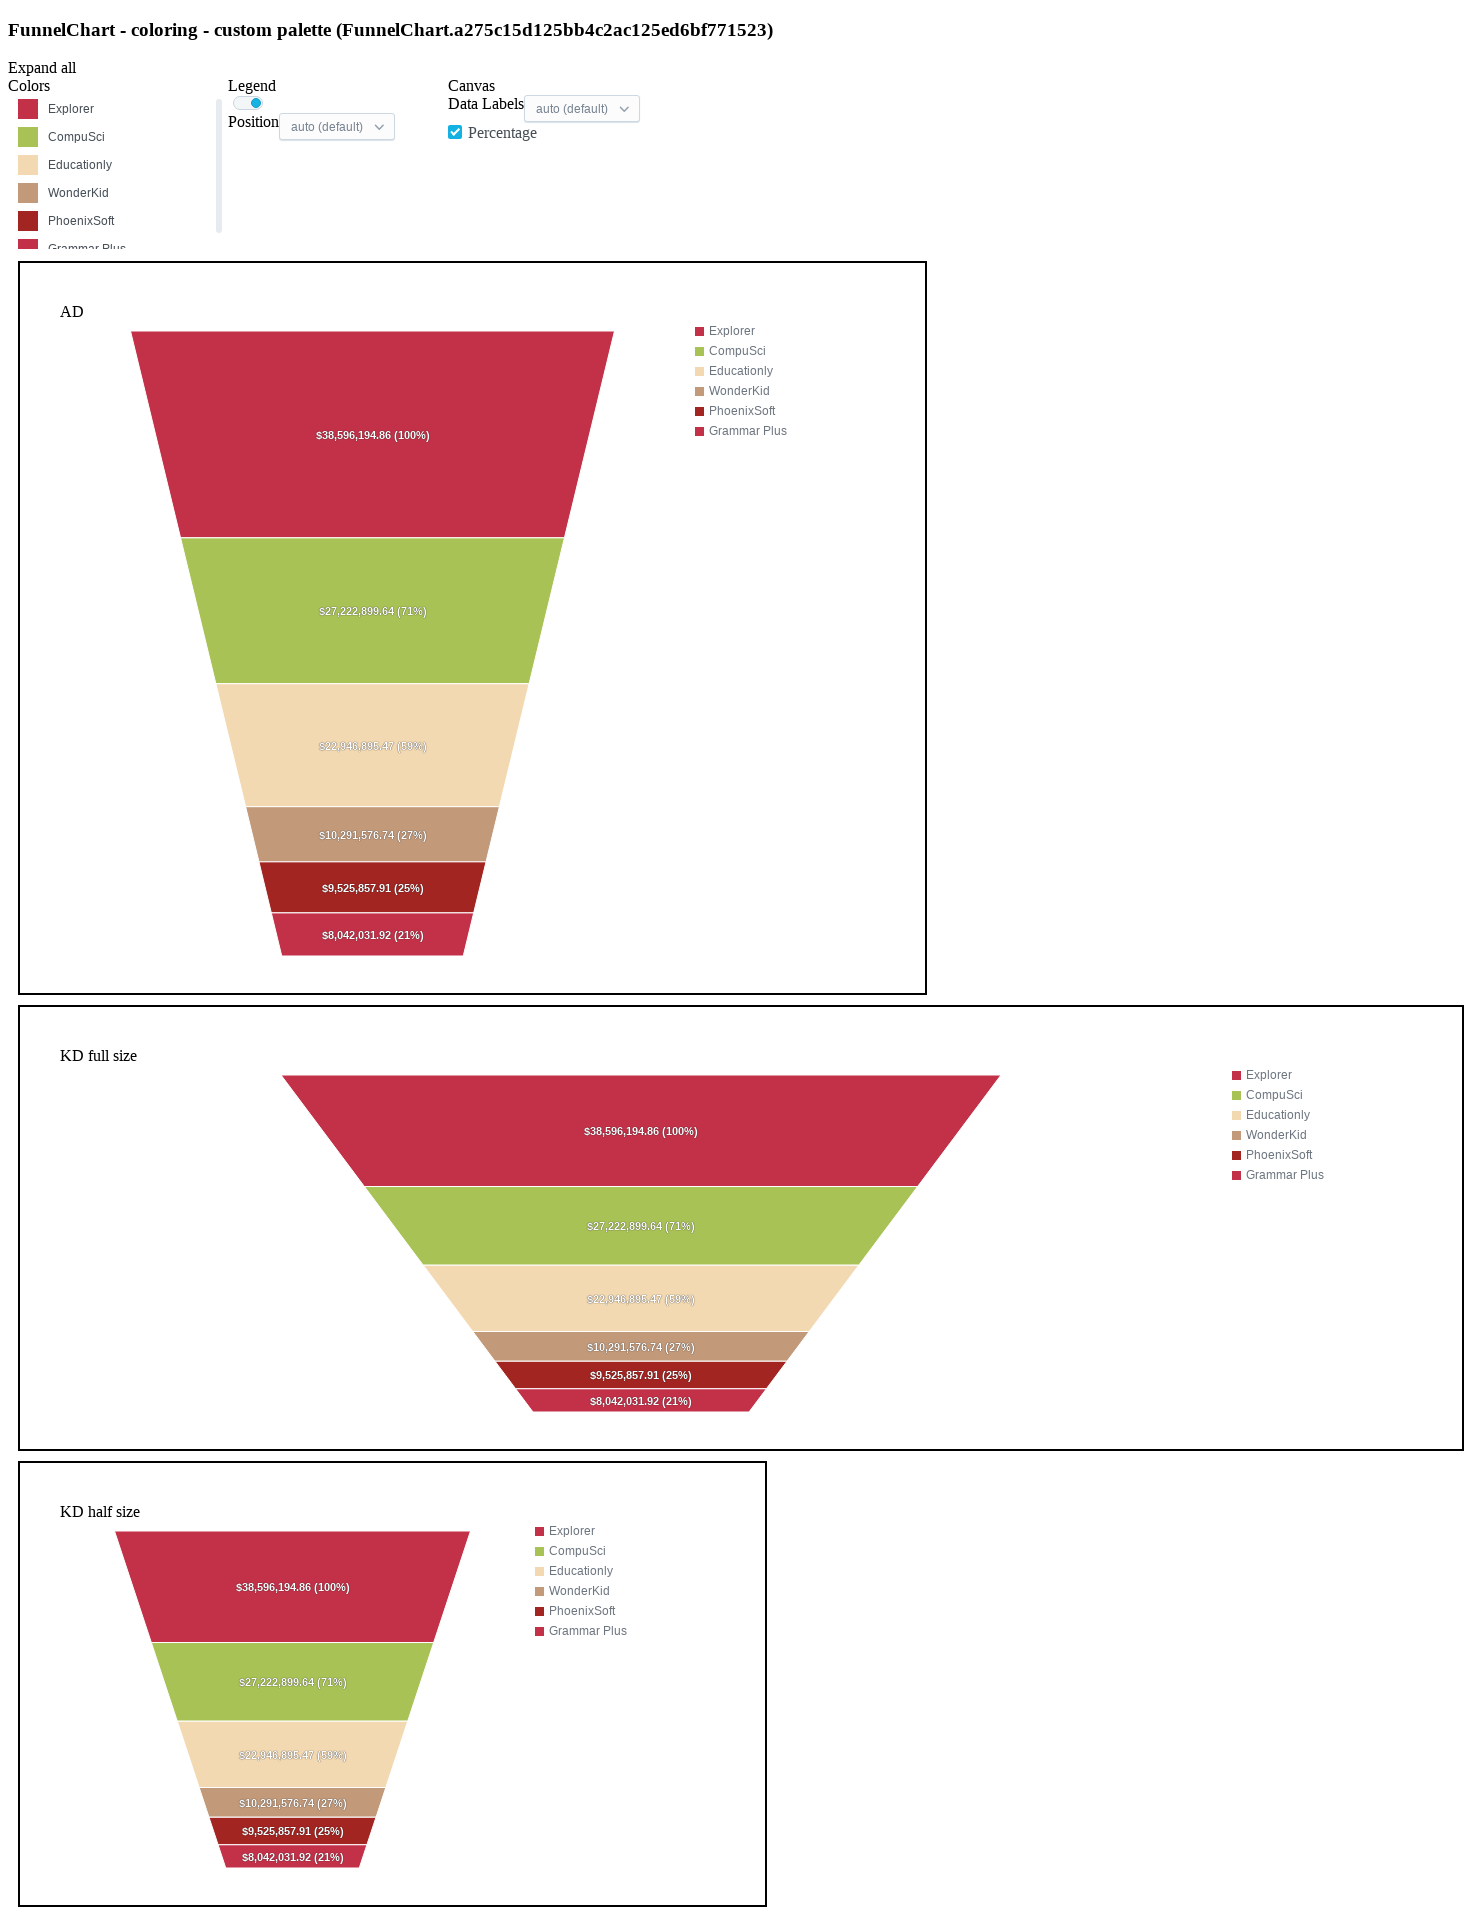 FunnelChart - coloring - custom palette (FunnelChart.a275c15d125bb4c2ac125ed6bf771523)
Expand all
Colors
Explorer
CompuSci
Educationly
WonderKid
PhoenixSoft
Grammar Plus
Legend
Position auto (default)
Canvas
Data Labels auto (default)
Percentage
AD
$38,596,194.86 (100%)
$27,222,899.64 (71%)
$22,946,895.47 (59%)
$10,291,576.74 (27%)
$9,525,857.91 (25%)
$8,042,031.92 (21%)
Explorer
CompuSci
Educationly
WonderKid
PhoenixSoft
Grammar Plus
KD full size
$38,596,194.86 (100%)
$27,222,899.64 (71%)
$22,946,895.47 (59%)
$10,291,576.74 (27%)
$9,525,857.91 (25%)
$8,042,031.92 (21%)
Explorer
CompuSci
Educationly
WonderKid
PhoenixSoft
Grammar Plus
KD half size
$38,596,194.86 (100%)
$27,222,899.64 (71%)
$22,946,895.47 (59%)
$10,291,576.74 (27%)
$9,525,857.91 (25%)
$8,042,031.92 (21%)
Explorer
CompuSci
Educationly
WonderKid
PhoenixSoft
Grammar Plus